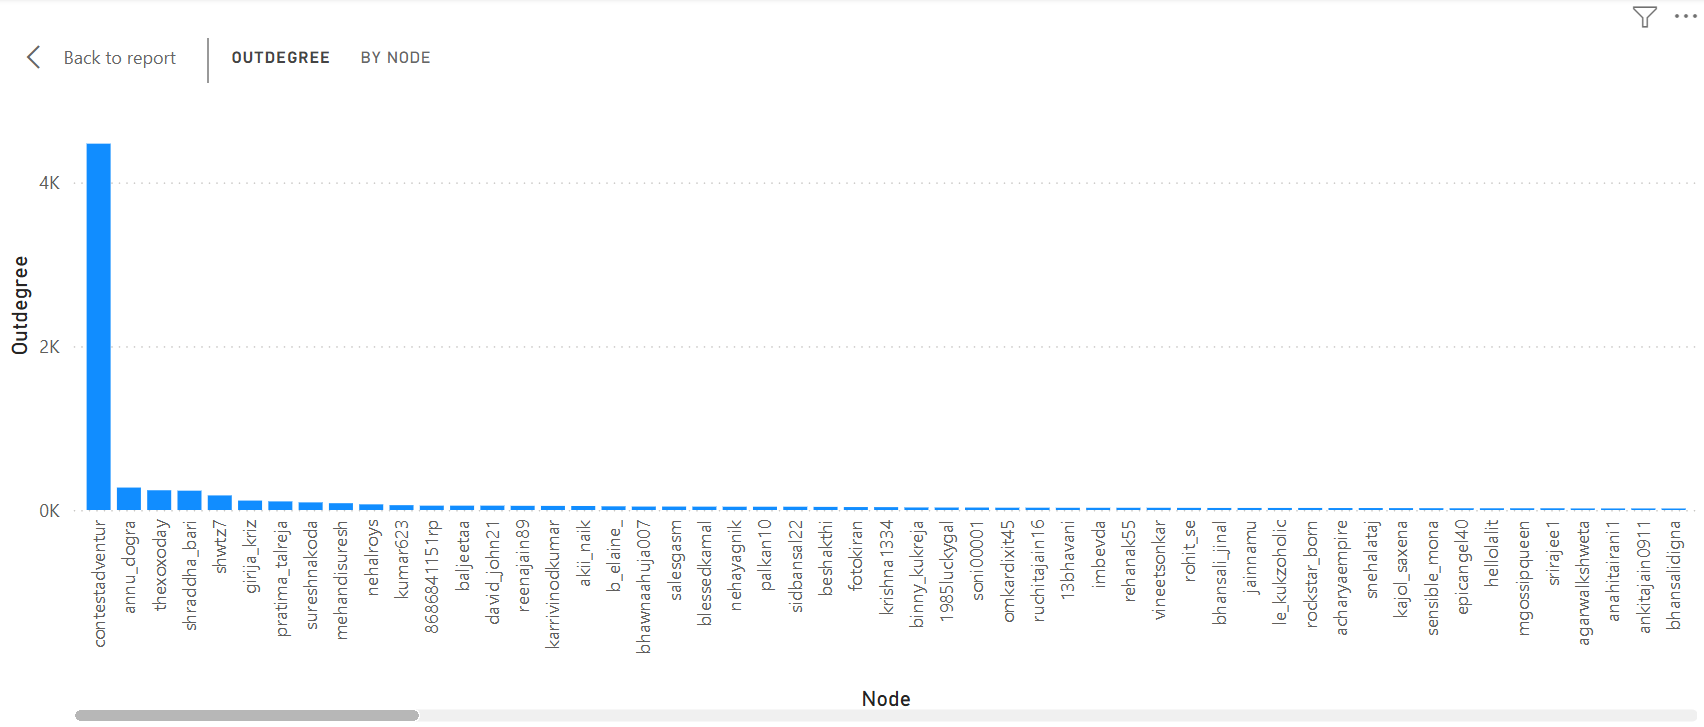 Back to report
OUTDEGREE BY NODE
Outdegree
4K
2K
0K
contestadventur
annu_dogra
thexoxoday
shraddha_bari
shwtz7
girija_kriz
pratima_talreja
sureshnakoda
mehandisuresh
nehalroys
kumar623
8686841151rp
baljeetaa
david_john21
reenajain89
karrivinodkumar
akii_naik
b_elaine_
bhawnaahuja007
salesgasm
blessedkamal
nehayagnik
palkan10
sidbansal22
beshakthi
fotokiran
krishna1334
binny_kukreja
1985luckygal
soni00001
omkardixit45
ruchitajain16
13bhavani
imbevda
rehanak55
vineetsonkar
rohit_se
bhansali_jinal
jainnamu
le_kukzoholic
rockstar_born
acharyaempire
snehalataj
kajol_saxena
sensible_mona
epicangel40
hellolalit
mgossipqueen
srirajee1
agarwalkshweta
anahitairani1
ankitajain0911
bhansalidigna
Node